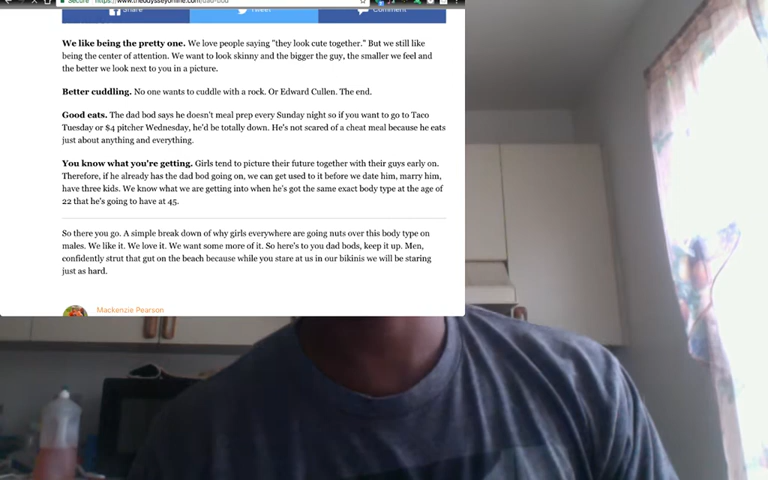 Secure https://www.theodysseyonline.com/dad-bod
Share Tweet Comment
We like being the pretty one. We love people saying "they look cute together." But we still like
being the center of attention. We want to look skinny and the bigger the guy, the smaller we feel and
the better we look next to you in a picture.
Better cuddling. No one wants to cuddle with a rock. Or Edward Cullen. The end.
Good eats. The dad bod says he doesn't meal prep every Sunday night so if you want to go to Taco
Tuesday or $4 pitcher Wednesday, he'd be totally down. He's not scared of a cheat meal because he eats
just about anything and everything.
You know what you're getting. Girls tend to picture their future together with their guys early on.
Therefore, if he already has the dad bod going on, we can get used to it before we date him, marry him,
have three kids. We know what we are getting into when he's got the same exact body type at the age of
22 that he's going to have at 45.
So there you go. A simple break down of why girls everywhere are going nuts over this body type on
males. We like it. We love it. We want some more of it. So here's to you dad bods, keep it up. Men,
confidently strut that gut on the beach because while you stare at us in our bikinis we will be staring
just as hard.
Mackenzie Pearson